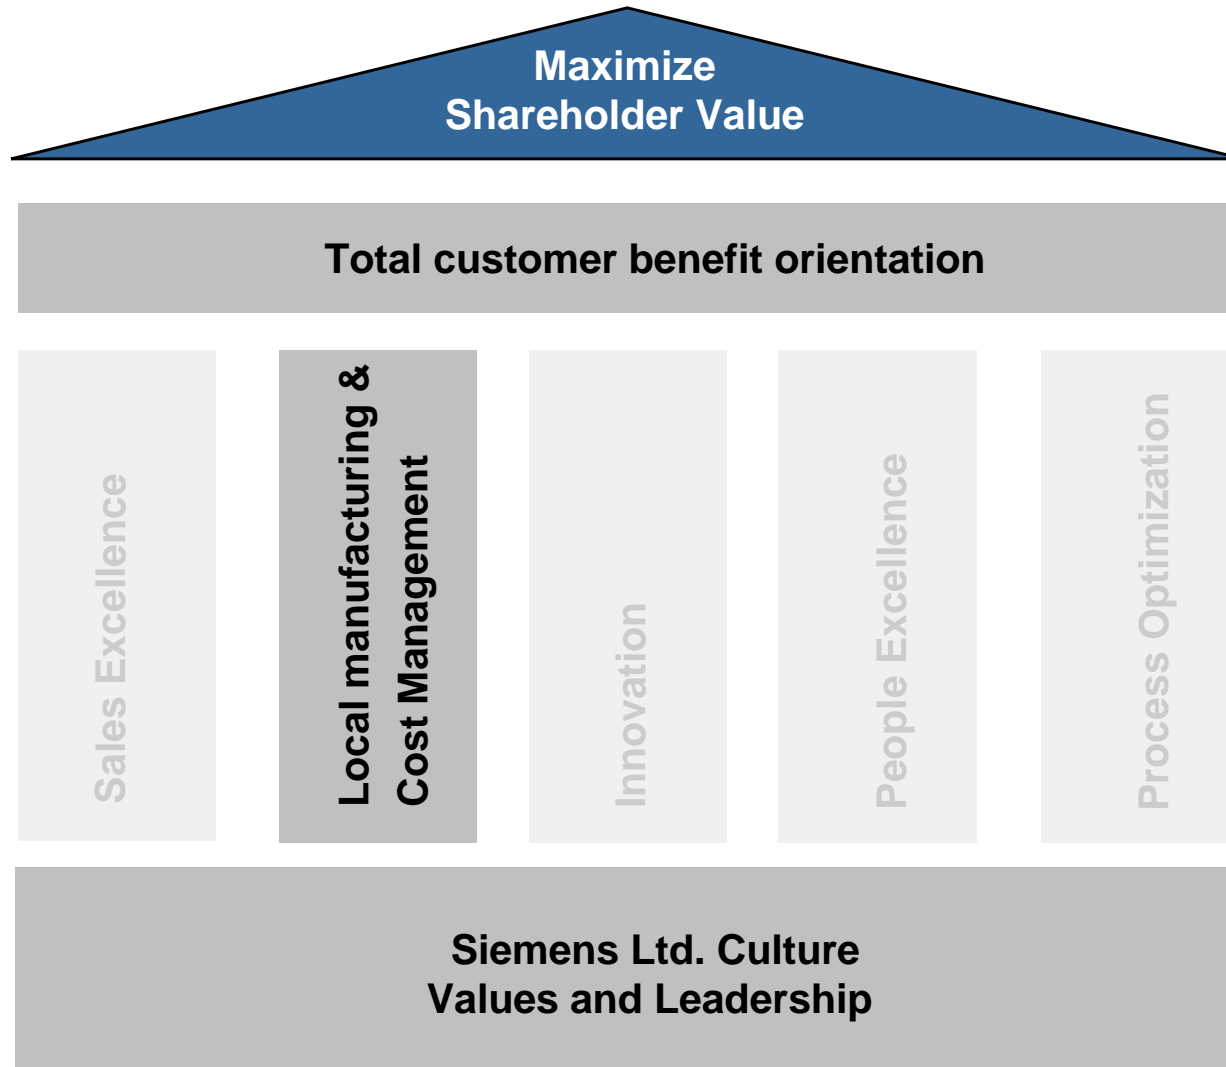 Maximize
Shareholder Value
Total customer benefit orientation
Sales Excellence
Local manufacturing &
Cost Management
Innovation
People Excellence
Process Optimization
Siemens Ltd. Culture
Values and Leadership